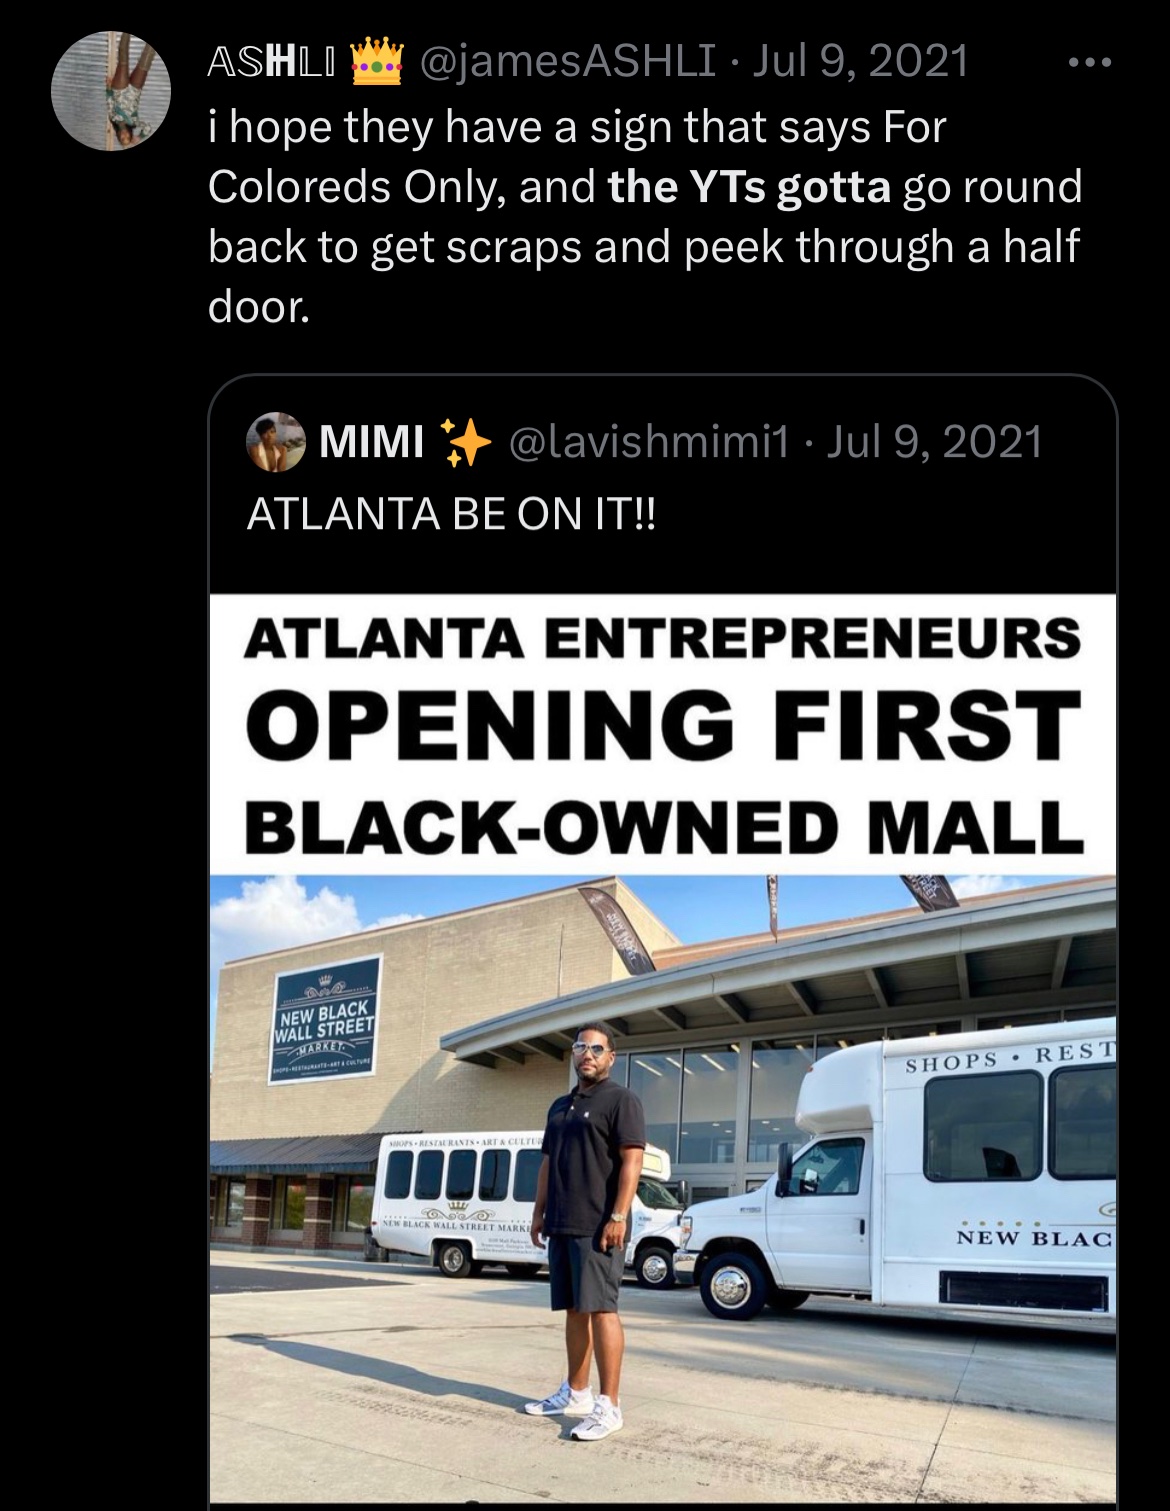 𝔸𝕊ℍ𝕃𝕀 👑 @jamesASHLI · Jul 9, 2021
i hope they have a sign that says For
Coloreds Only, and the YTs gotta go round
back to get scraps and peek through a half
door.
MIMI ✨ @lavishmimi1 · Jul 9, 2021
ATLANTA BE ON IT!!
ATLANTA ENTREPRENEURS
OPENING FIRST
BLACK-OWNED MALL
NEW BLACK
WALL STREET
MARKET
SHOPS•RESTAURANTS•ART & CULTURE
SHOPS • RESTAURANTS • ART & CULTU
NEW BLACK WALL STREET MARKE
SHOPS • REST
NEW BLAC